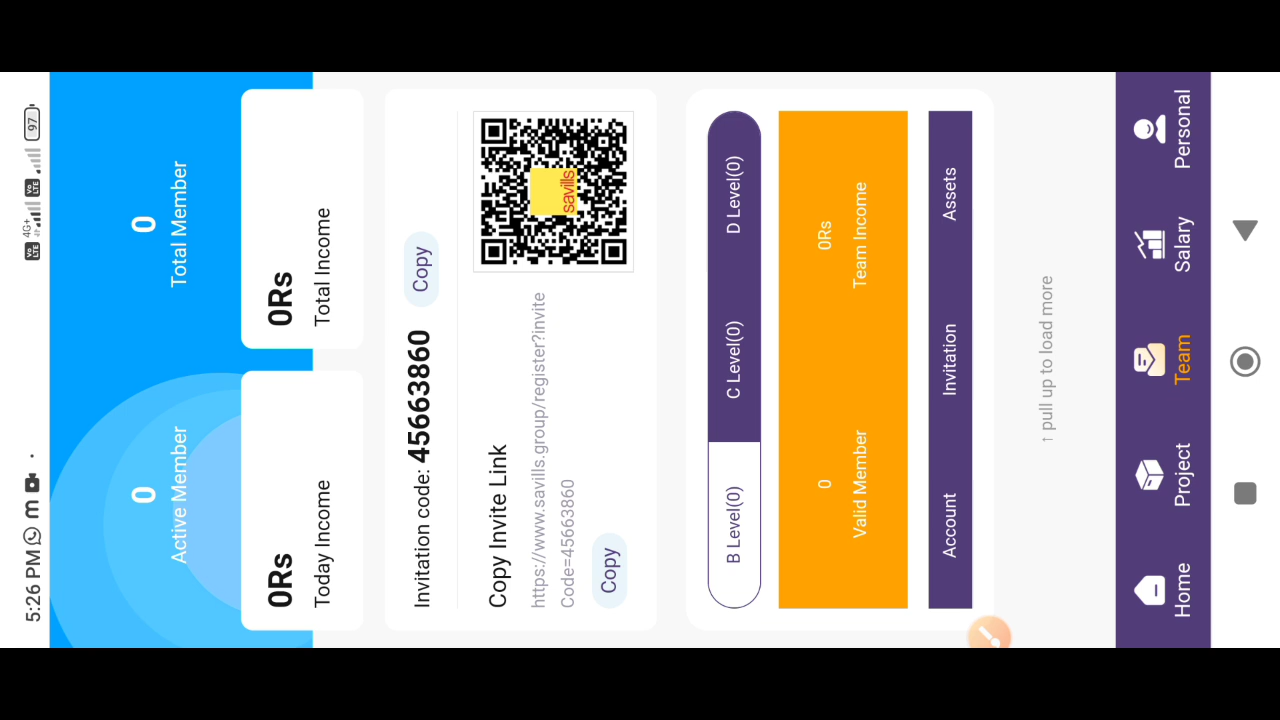 5:26 PM
4G+
97
0
Active Member
0
Total Member
0Rs
Today Income
0Rs
Total Income
Invitation code: 45663860
Copy
Copy Invite Link
https://www.savills.group/register?invite
Code=45663860
Copy
savills
B Level(0)
C Level(0)
D Level(0)
0
Valid Member
0Rs
Team Income
Account
Invitation
Assets
↑ pull up to load more
Home
Project
Team
Salary
Personal